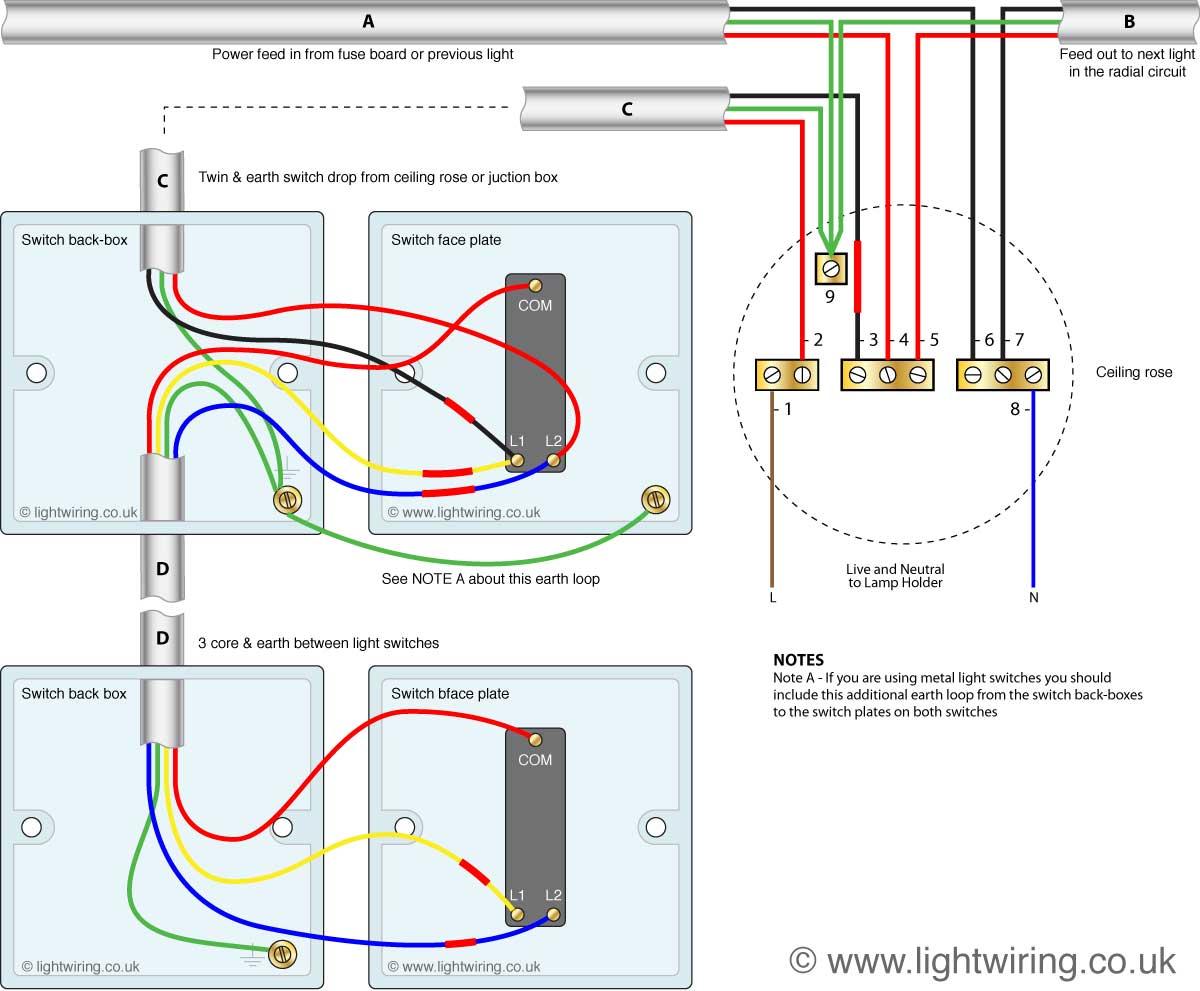 A
B
Power feed in from fuse board or previous light
Feed out to next light
in the radial circuit
C
C
Twin & earth switch drop from ceiling rose or juction box
Switch back-box
Switch face plate
COM
L1 L2
© lightwiring.co.uk
© www.lightwiring.co.uk
9
2
3
4
5
6
7
1
8
Ceiling rose
D
See NOTE A about this earth loop
Live and Neutral
to Lamp Holder
L
N
D
3 core & earth between light switches
NOTES
Note A - If you are using metal light switches you should
include this additional earth loop from the switch back-boxes
to the switch plates on both switches
Switch back box
Switch bface plate
COM
L1 L2
© lightwiring.co.uk
© www.lightwiring.co.uk
© www.lightwiring.co.uk